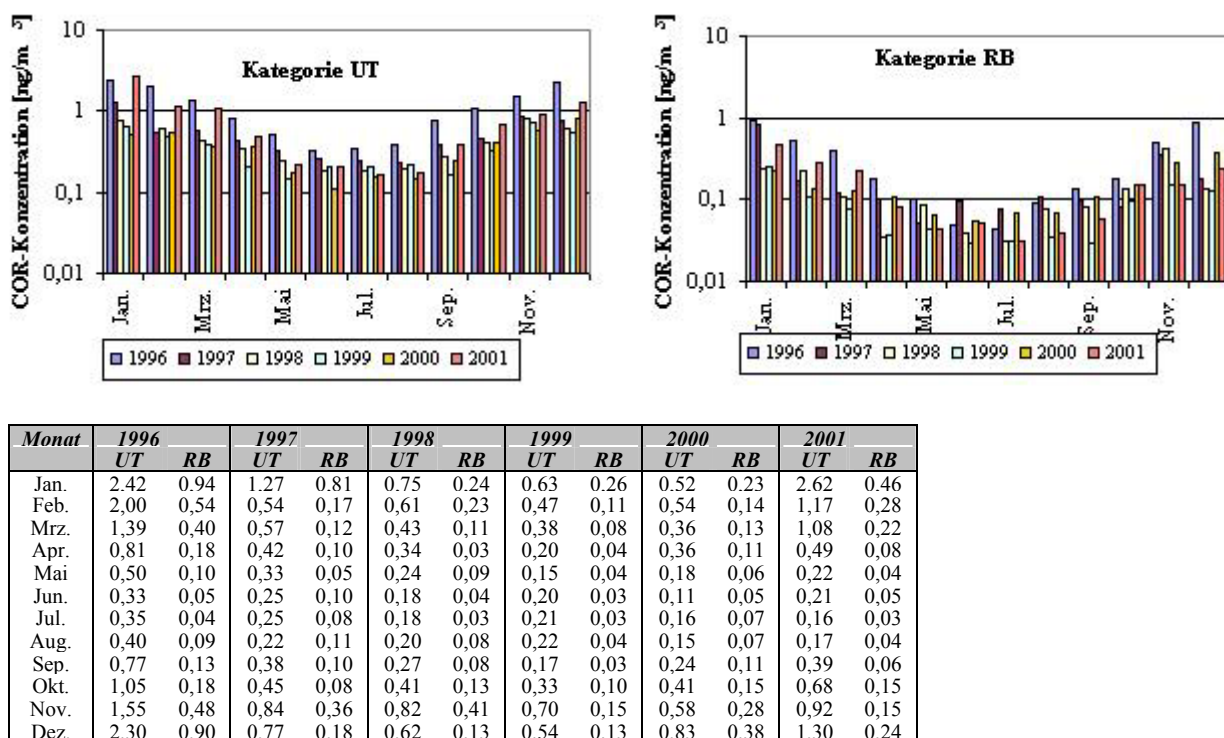 COR-Konzentration [ng/m ³]
Kategorie UT
10
1
0,1
0,01
Jan.
Mrz.
Mai
Jul.
Sep.
Nov.
1996 1997 1998 1999 2000 2001
COR-Konzentration [ng/m ³]
Kategorie RB
10
1
0,1
0,01
Jan.
Mrz.
Mai
Jul.
Sep.
Nov.
1996 1997 1998 1999 2000 2001
Monat 1996 1997 1998 1999 2000 2001
UT RB UT RB UT RB UT RB UT RB UT RB
Jan. 2.42 0.94 1.27 0.81 0.75 0.24 0.63 0.26 0.52 0.23 2.62 0.46
Feb. 2,00 0,54 0,54 0,17 0,61 0,23 0,47 0,11 0,54 0,14 1,17 0,28
Mrz. 1,39 0,40 0,57 0,12 0,43 0,11 0,38 0,08 0,36 0,13 1,08 0,22
Apr. 0,81 0,18 0,42 0,10 0,34 0,03 0,20 0,04 0,36 0,11 0,49 0,08
Mai 0,50 0,10 0,33 0,05 0,24 0,09 0,15 0,04 0,18 0,06 0,22 0,04
Jun. 0,33 0,05 0,25 0,10 0,18 0,04 0,20 0,03 0,11 0,05 0,21 0,05
Jul. 0,35 0,04 0,25 0,08 0,18 0,03 0,21 0,03 0,16 0,07 0,16 0,03
Aug. 0,40 0,09 0,22 0,11 0,20 0,08 0,22 0,04 0,15 0,07 0,17 0,04
Sep. 0,77 0,13 0,38 0,10 0,27 0,08 0,17 0,03 0,24 0,11 0,39 0,06
Okt. 1,05 0,18 0,45 0,08 0,41 0,13 0,33 0,10 0,41 0,15 0,68 0,15
Nov. 1,55 0,48 0,84 0,36 0,82 0,41 0,70 0,15 0,58 0,28 0,92 0,15
Dez. 2,30 0,90 0,77 0,18 0,62 0,13 0,54 0,13 0,83 0,38 1,30 0,24